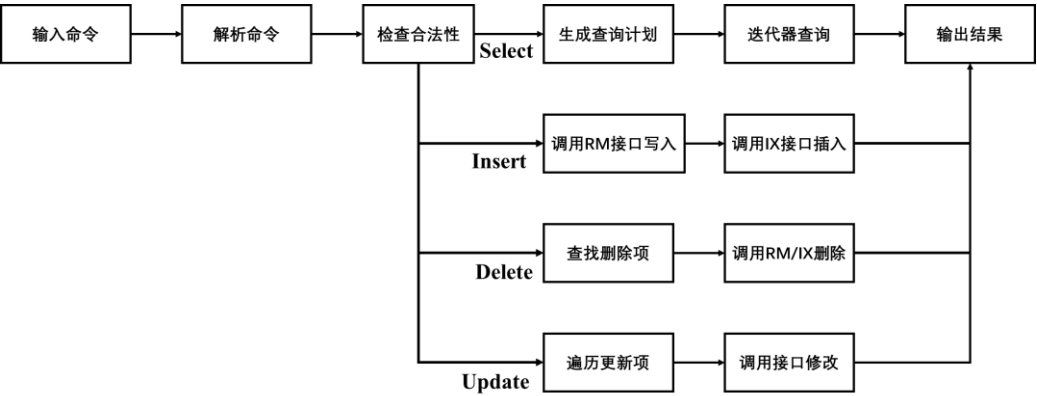 输入命令
解析命令
检查合法性
Select
生成查询计划
迭代器查询
输出结果
Insert
调用RM接口写入
调用IX接口插入
Delete
查找删除项
调用RM/IX删除
Update
遍历更新项
调用接口修改